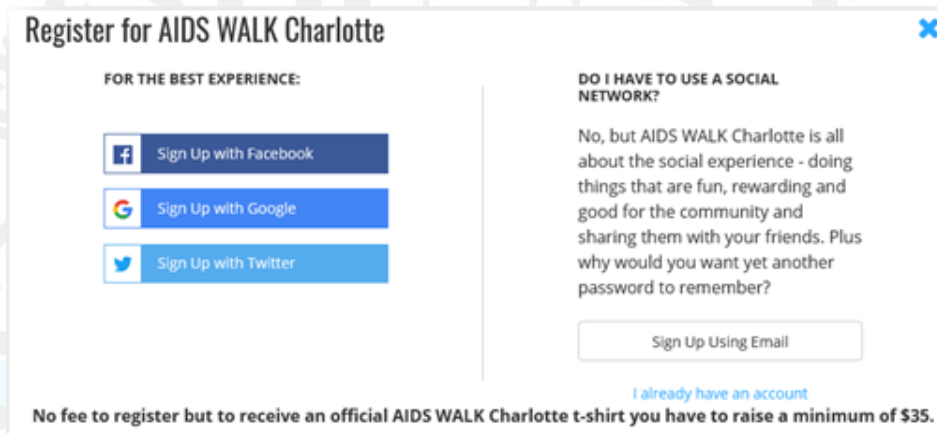 Register for AIDS WALK Charlotte
FOR THE BEST EXPERIENCE:
Sign Up with Facebook
Sign Up with Google
Sign Up with Twitter
DO I HAVE TO USE A SOCIAL
NETWORK?
No, but AIDS WALK Charlotte is all
about the social experience - doing
things that are fun, rewarding and
good for the community and
sharing them with your friends. Plus
why would you want yet another
password to remember?
Sign Up Using Email
I already have an account
No fee to register but to receive an official AIDS WALK Charlotte t-shirt you have to raise a minimum of $35.